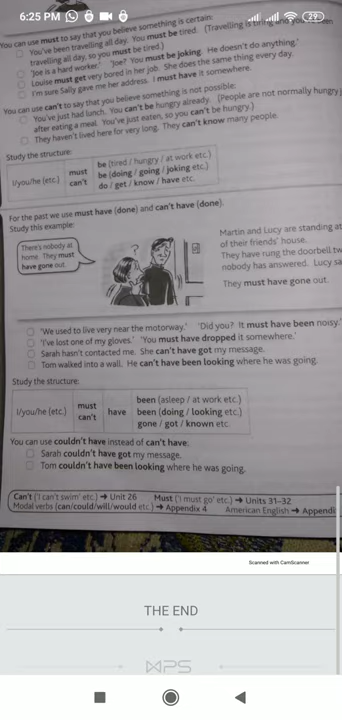 6:25 PM
29
You can use must to say that you believe something is certain:
You've been travelling all day. You must be tired. (Travelling is tiring and you
travelling all day, so you must be tired.)
'Joe is a hard worker.' 'Joe? You must be joking. He doesn't do anything.'
Louise must get very bored in her job. She does the same thing every day.
I'm sure Sally gave me her address. I must have it somewhere.
You can use can't to say that you believe something is not possible:
You've just had lunch. You can't be hungry already. (People are not normally hungry
after eating a meal. You've just eaten, so you can't be hungry.)
They haven't lived here for very long. They can't know many people.
Study the structure:
I/you/he (etc.)
must
can't
be (tired / hungry / at work etc.)
be (doing / going / joking etc.)
do / get / know / have etc.
For the past we use must have (done) and can't have (done).
Study this example:
There's nobody at
home. They must
have gone out.
?
Martin and Lucy are standing at
of their friends' house.
They have rung the doorbell tw
nobody has answered. Lucy sa
They must have gone out.
'We used to live very near the motorway.' 'Did you? It must have been noisy.'
'I've lost one of my gloves.' 'You must have dropped it somewhere.'
Sarah hasn't contacted me. She can't have got my message.
Tom walked into a wall. He can't have been looking where he was going.
Study the structure:
I/you/he (etc.)
must
can't
have
been (asleep / at work etc.)
been (doing / looking etc.)
gone / got / known etc.
You can use couldn't have instead of can't have:
Sarah couldn't have got my message.
Tom couldn't have been looking where he was going.
Can't ('I can't swim' etc.) ➜ Unit 26 Must ('I must go' etc.) ➜ Units 31–32
Modal verbs (can/could/will/would etc.) ➜ Appendix 4 American English ➜ Appendi
Scanned with CamScanner
THE END
WPS